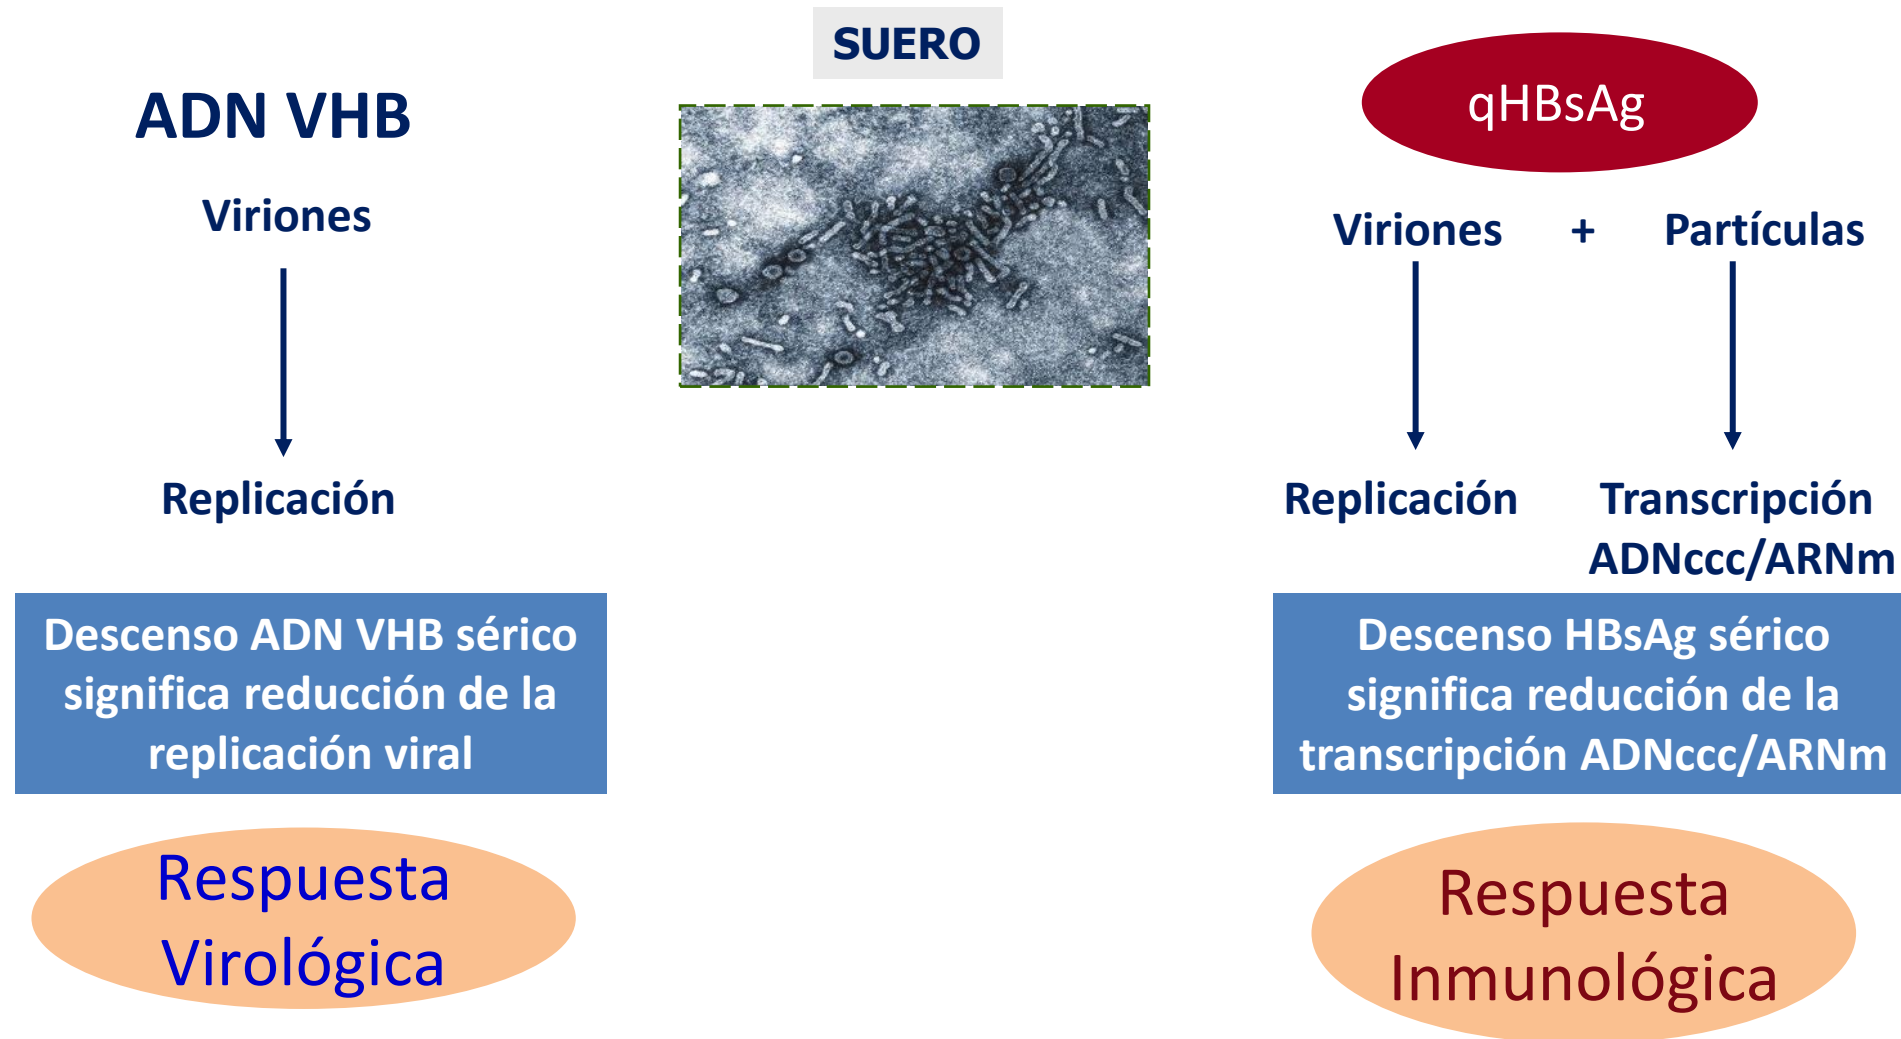 SUERO
ADN VHB
Viriones
Replicación
Descenso ADN VHB sérico
significa reducción de la
replicación viral
Respuesta
Virológica
qHBsAg
Viriones + Partículas
Replicación
Transcripción
ADNccc/ARNm
Descenso HBsAg sérico
significa reducción de la
transcripción ADNccc/ARNm
Respuesta
Inmunológica